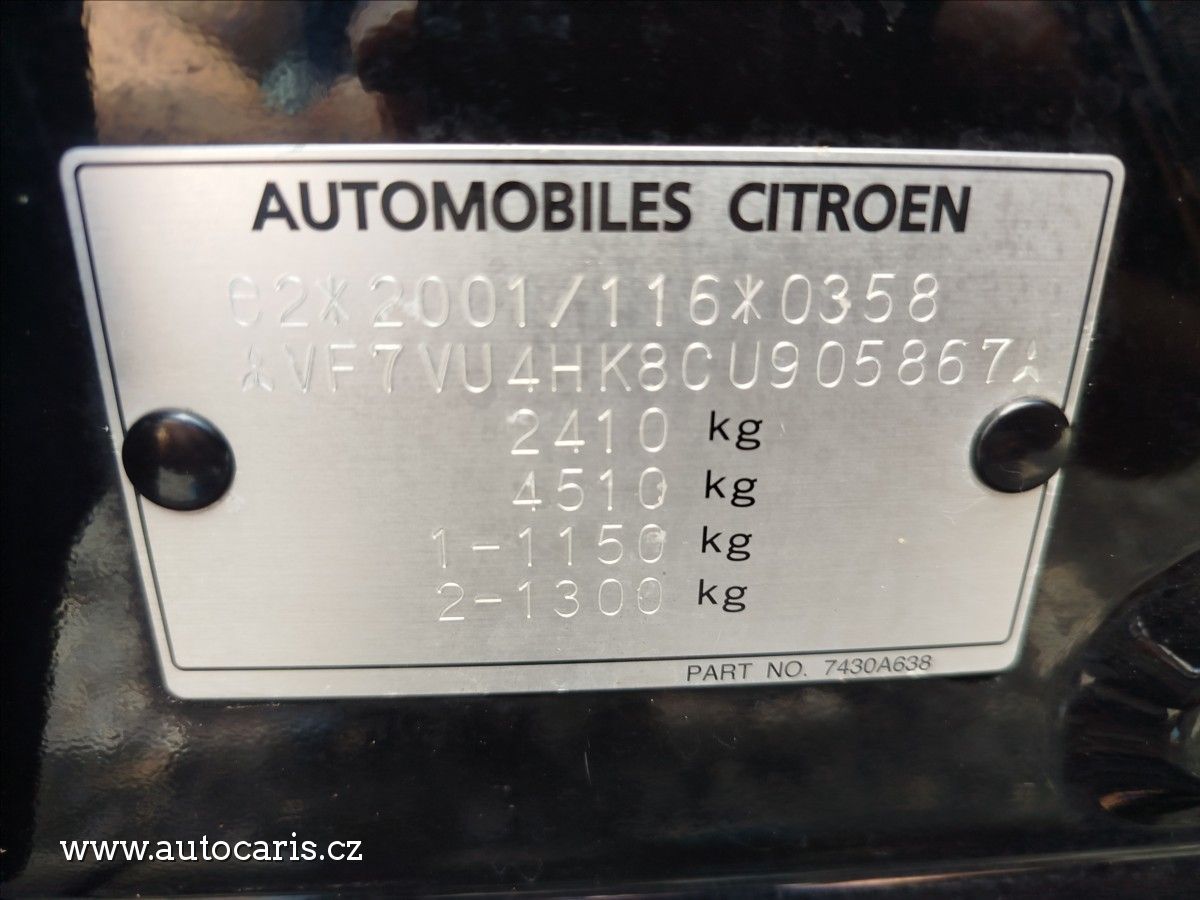 AUTOMOBILES CITROEN
e2*2001/116*0358
VF7VU4HK8CU905867
2410 kg
4510 kg
1-1150 kg
2-1300 kg
PART NO. 7430A638
www.autocaris.cz